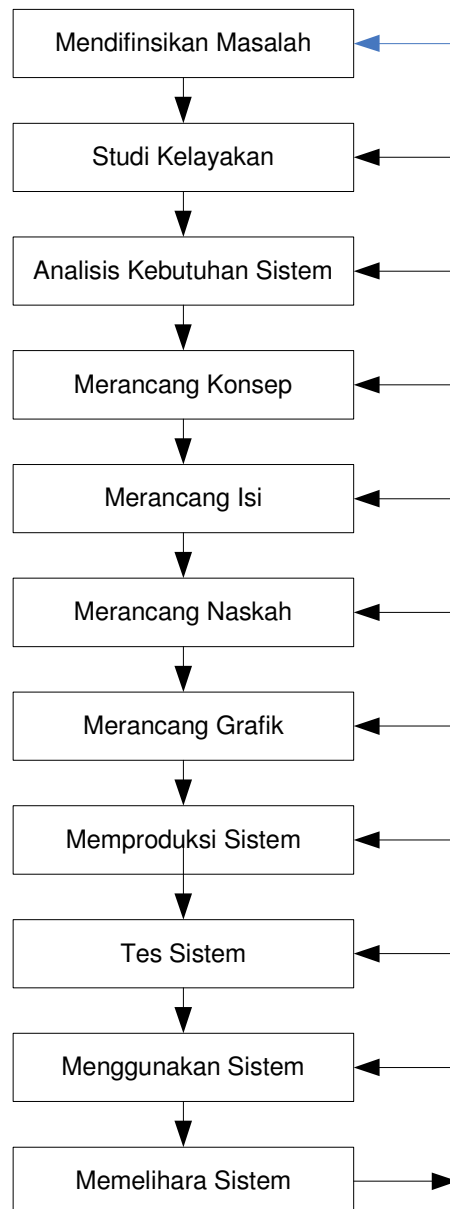 Mendifinsikan Masalah
Studi Kelayakan
Analisis Kebutuhan Sistem
Merancang Konsep
Merancang Isi
Merancang Naskah
Merancang Grafik
Memproduksi Sistem
Tes Sistem
Menggunakan Sistem
Memelihara Sistem